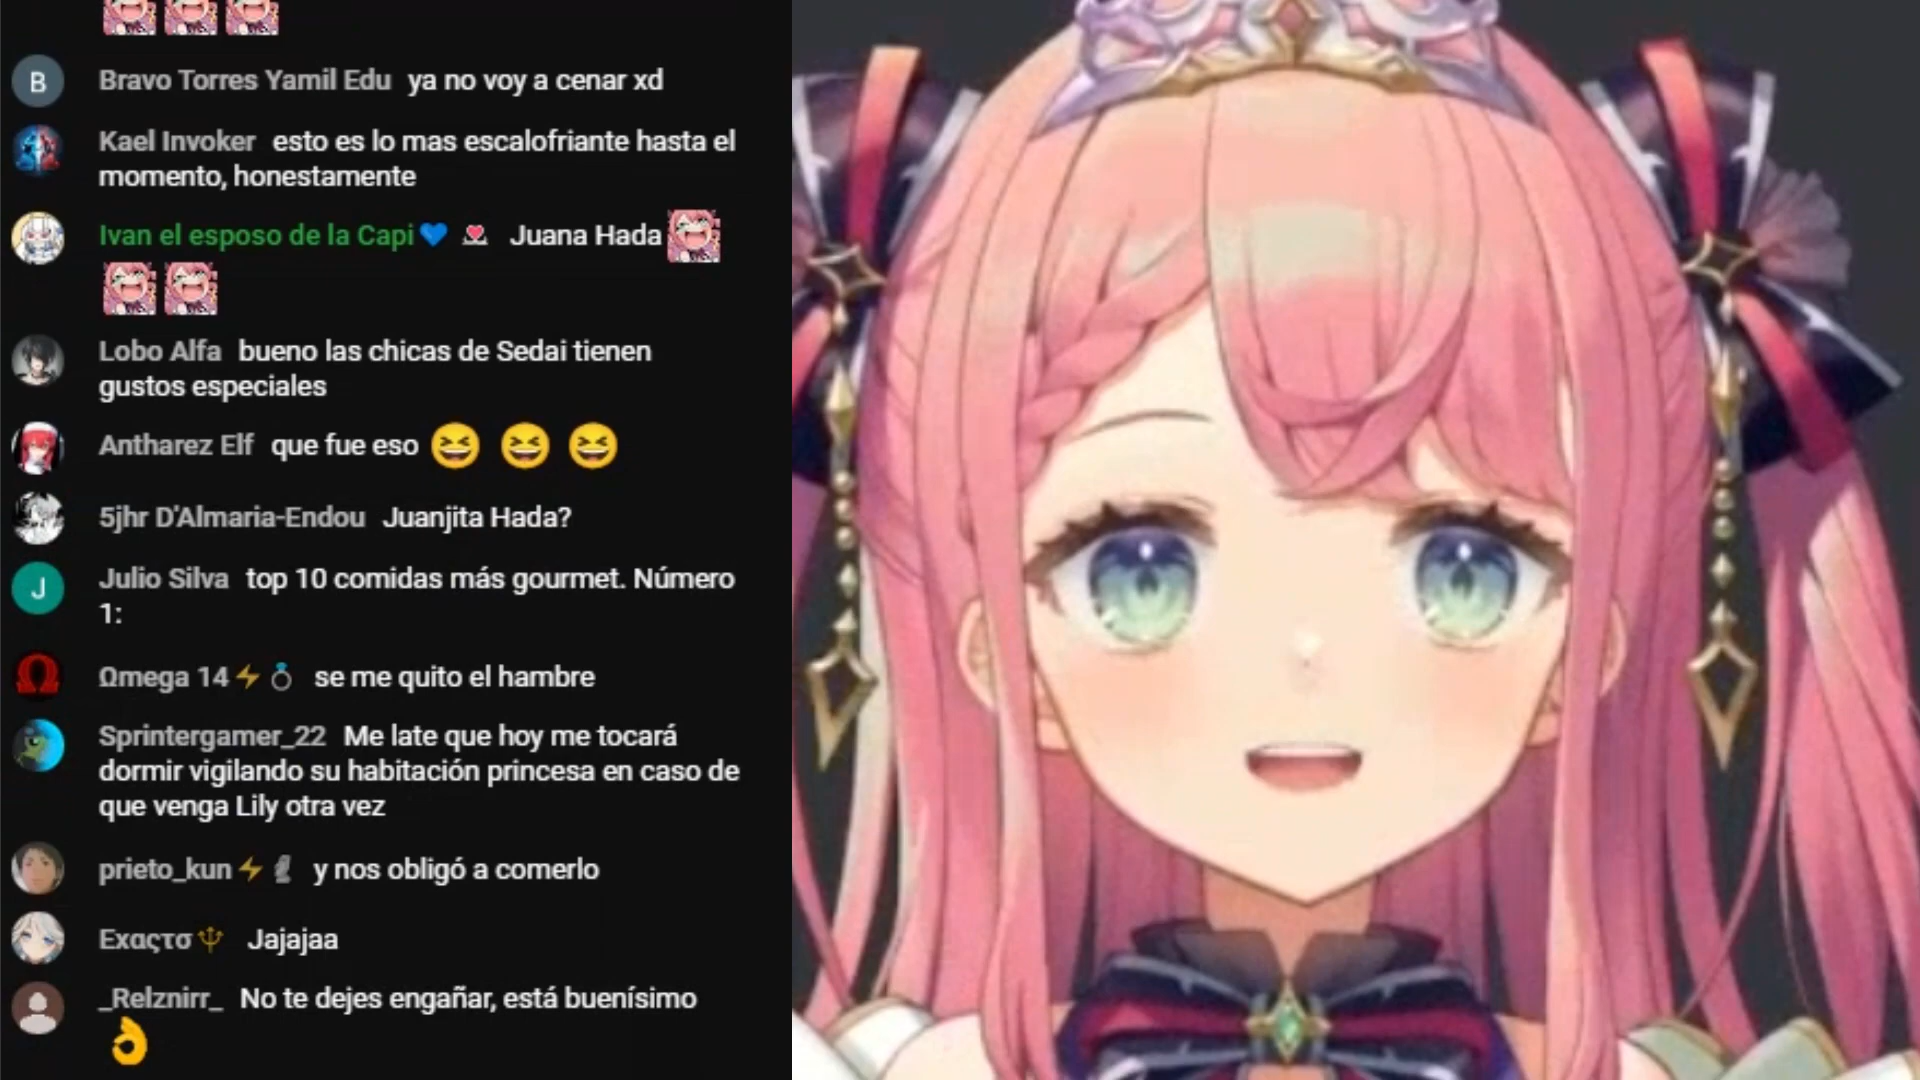 Bravo Torres Yamil Edu ya no voy a cenar xd
Kael Invoker esto es lo mas escalofriante hasta el
momento, honestamente
Ivan el esposo de la Capi💙 Juana Hada
Lobo Alfa bueno las chicas de Sedai tienen
gustos especiales
Antharez Elf que fue eso 😆 😆 😆
5jhr D'Almaria-Endou Juanjita Hada?
Julio Silva top 10 comidas más gourmet. Número
1:
Ωmega 14⚡💍 se me quito el hambre
Sprintergamer_22 Me late que hoy me tocará
dormir vigilando su habitación princesa en caso de
que venga Lily otra vez
prieto_kun⚡ y nos obligó a comerlo
Εxαςτσ🔱 Jajajaa
_Relznirr_ No te dejes engañar, está buenísimo
👌
B
J
Ω